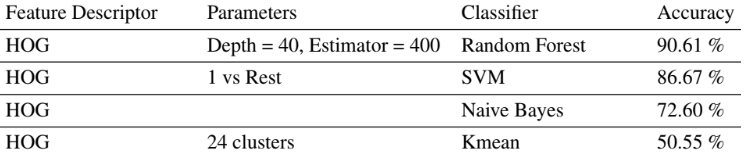 Feature Descriptor Parameters Classifier Accuracy
HOG Depth = 40, Estimator = 400 Random Forest 90.61 %
HOG 1 vs Rest SVM 86.67 %
HOG Naive Bayes 72.60 %
HOG 24 clusters Kmean 50.55 %